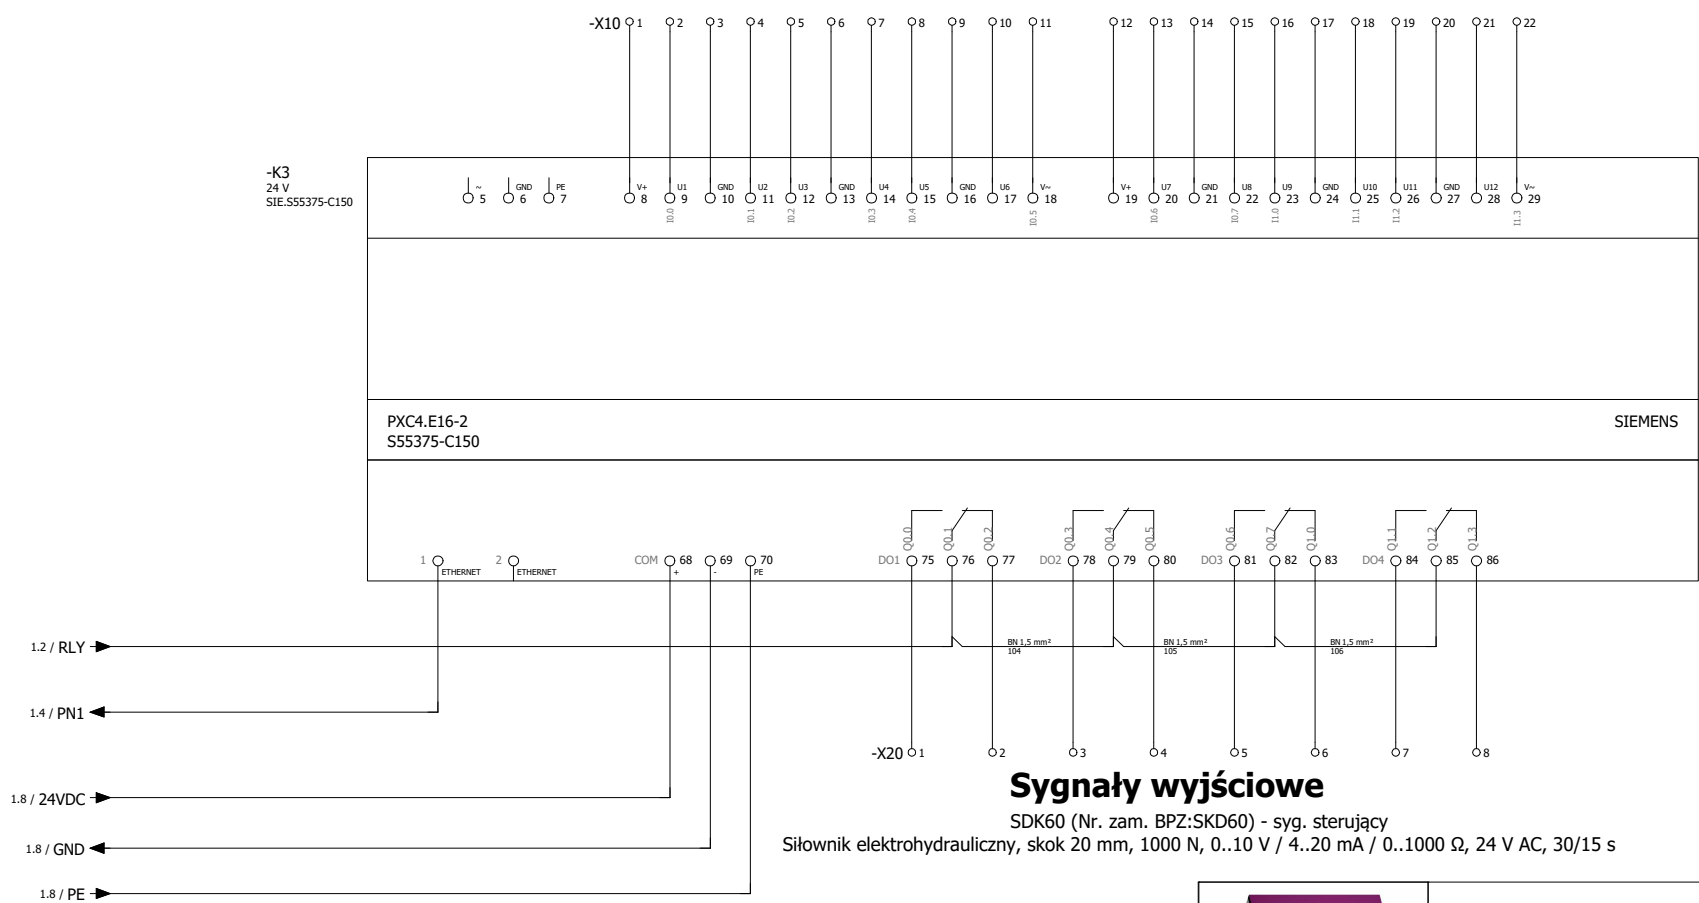 -X10 1 2 3 4 5 6 7 8 9 10 11 12 13 14 15 16 17 18 19 20 21 22
-K3
24 V
SIE.S55375-C150
~ GND PE V+ U1 GND U2 U3 GND U4 U5 GND U6 V~ V+ U7 GND U8 U9 GND U10 U11 GND U12 V~
5 6 7 8 9 10 11 12 13 14 15 16 17 18 19 20 21 22 23 24 25 26 27 28 29
I0.0 I0.1 I0.2 I0.3 I0.4 I0.5 I0.6 I0.7 I1.0 I1.1 I1.2 I1.3
PXC4.E16-2 SIEMENS
S55375-C150
Q0.0 Q0.1 Q0.2 Q0.3 Q0.4 Q0.5 Q0.6 Q0.7 Q1.0 Q1.1 Q1.2 Q1.3
1 2 COM 68 69 70 DO1 75 76 77 DO2 78 79 80 DO3 81 82 83 DO4 84 85 86
ETHERNET ETHERNET + - PE
1.2 / RLY BN 1,5 mm² BN 1,5 mm² BN 1,5 mm²
104 105 106
1.4 / PN1
-X20 1 2 3 4 5 6 7 8
Sygnały wyjściowe
1.8 / 24VDC
SDK60 (Nr. zam. BPZ:SKD60) - syg. sterujący
Siłownik elektrohydrauliczny, skok 20 mm, 1000 N, 0..10 V / 4..20 mA / 0..1000 Ω, 24 V AC, 30/15 s
1.8 / GND
1.8 / PE